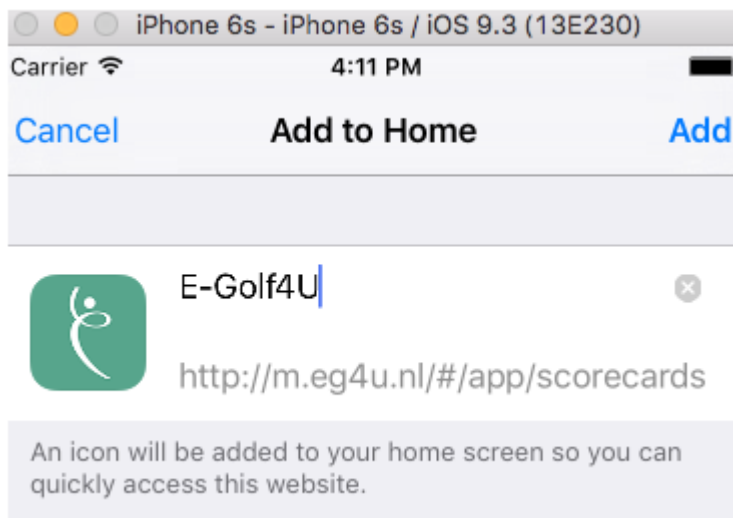 iPhone 6s - iPhone 6s / iOS 9.3 (13E230)
Carrier 4:11 PM
Cancel Add to Home Add
E-Golf4U
http://m.eg4u.nl/#/app/scorecards
An icon will be added to your home screen so you can
quickly access this website.